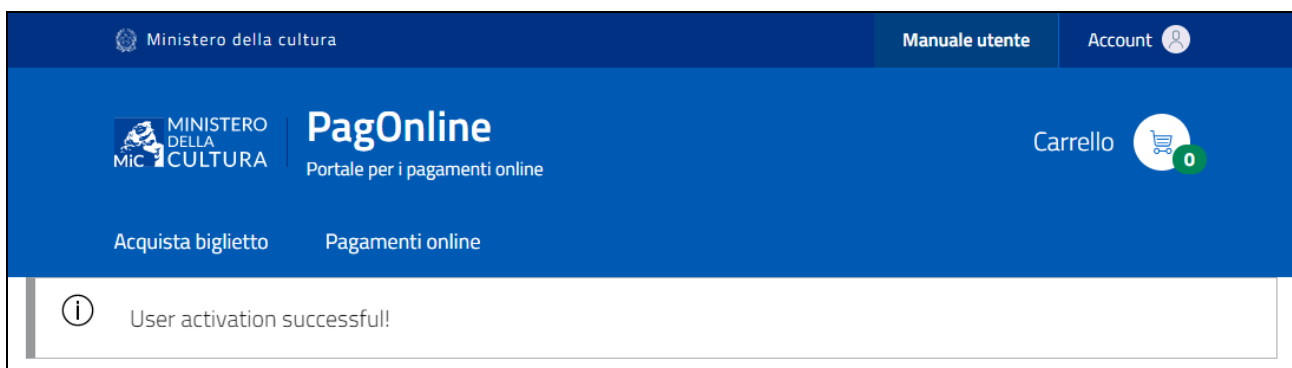 Ministero della cultura
Manuale utente
Account
MiC
MINISTERO
DELLA
CULTURA
PagOnline
Portale per i pagamenti online
Carrello
0
Acquista biglietto
Pagamenti online
User activation successful!